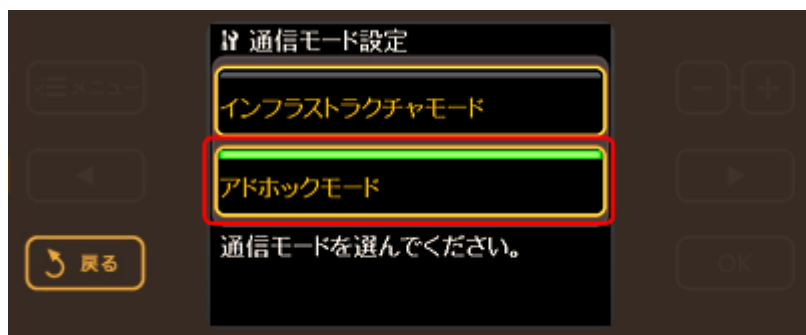 通信モード設定
メニュー
インフラストラクチャモード
アドホックモード
戻る
通信モードを選んでください。
OK